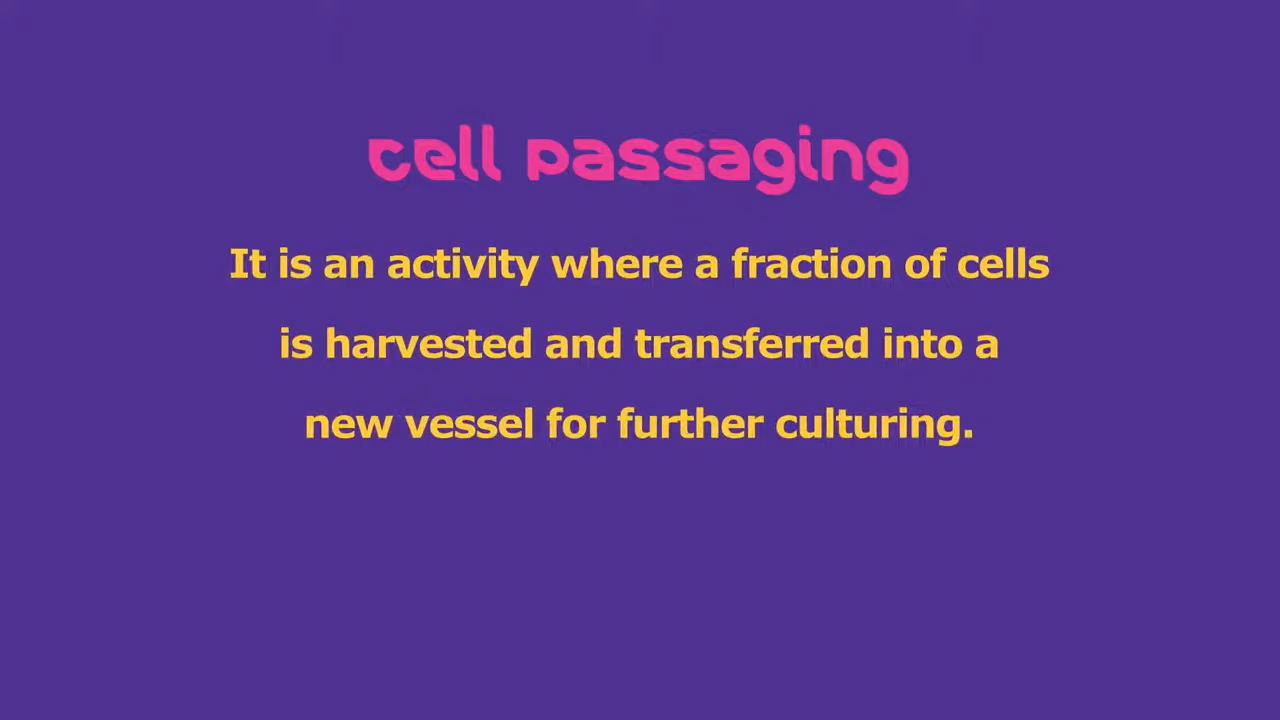 cell passaging
It is an activity where a fraction of cells
is harvested and transferred into a
new vessel for further culturing.